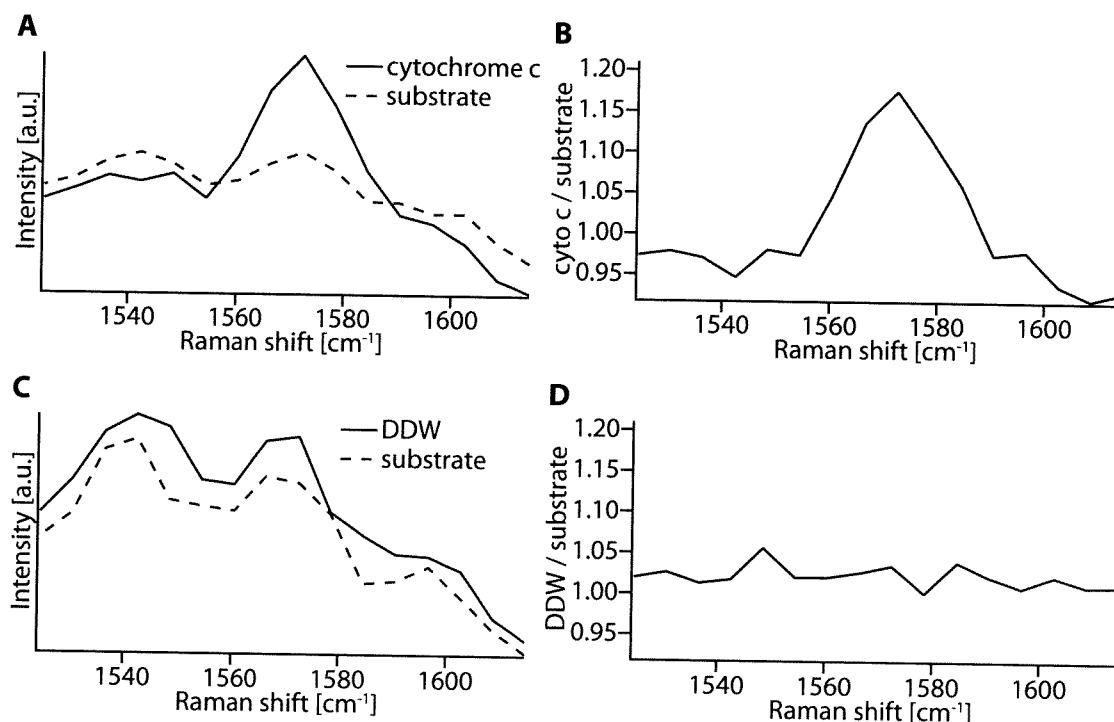 A
Intensity [a.u.]
cytochrome c
substrate
1540 1560 1580 1600
Raman shift [cm⁻¹]
B
cyto c / substrate
1.20
1.15
1.10
1.05
1.00
0.95
1540 1560 1580 1600
Raman shift [cm⁻¹]
C
Intensity [a.u.]
DDW
substrate
1540 1560 1580 1600
Raman shift [cm⁻¹]
D
DDW / substrate
1.20
1.15
1.10
1.05
1.00
0.95
1540 1560 1580 1600
Raman shift [cm⁻¹]